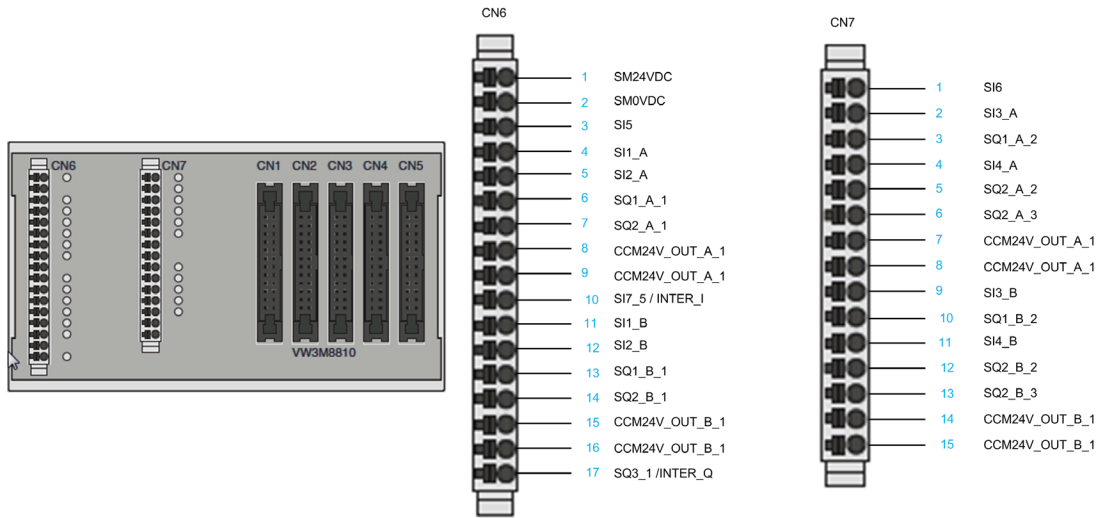 CN6
CN7
CN1
CN2
CN3
CN4
CN5
VW3M8810
CN6
1 SM24VDC
2 SM0VDC
3 SI5
4 SI1_A
5 SI2_A
6 SQ1_A_1
7 SQ2_A_1
8 CCM24V_OUT_A_1
9 CCM24V_OUT_A_1
10 SI7_5 / INTER_I
11 SI1_B
12 SI2_B
13 SQ1_B_1
14 SQ2_B_1
15 CCM24V_OUT_B_1
16 CCM24V_OUT_B_1
17 SQ3_1 /INTER_Q
CN7
1 SI6
2 SI3_A
3 SQ1_A_2
4 SI4_A
5 SQ2_A_2
6 SQ2_A_3
7 CCM24V_OUT_A_1
8 CCM24V_OUT_A_1
9 SI3_B
10 SQ1_B_2
11 SI4_B
12 SQ2_B_2
13 SQ2_B_3
14 CCM24V_OUT_B_1
15 CCM24V_OUT_B_1